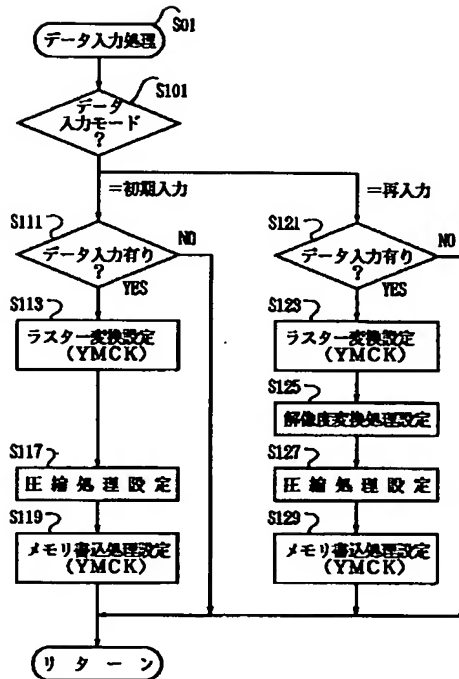 S01
データ入力処理
S101
データ
入力モード
?
=初期入力
=再入力
S111
データ入力有り
?
NO
YES
S121
データ入力有り
?
NO
YES
S113
ラスター変換設定
(YMCK)
S123
ラスター変換設定
(YMCK)
S125
解像度変換処理設定
S117
圧縮処理設定
S127
圧縮処理設定
S119
メモリ書込処理設定
(YMCK)
S129
メモリ書込処理設定
(YMCK)
リターン